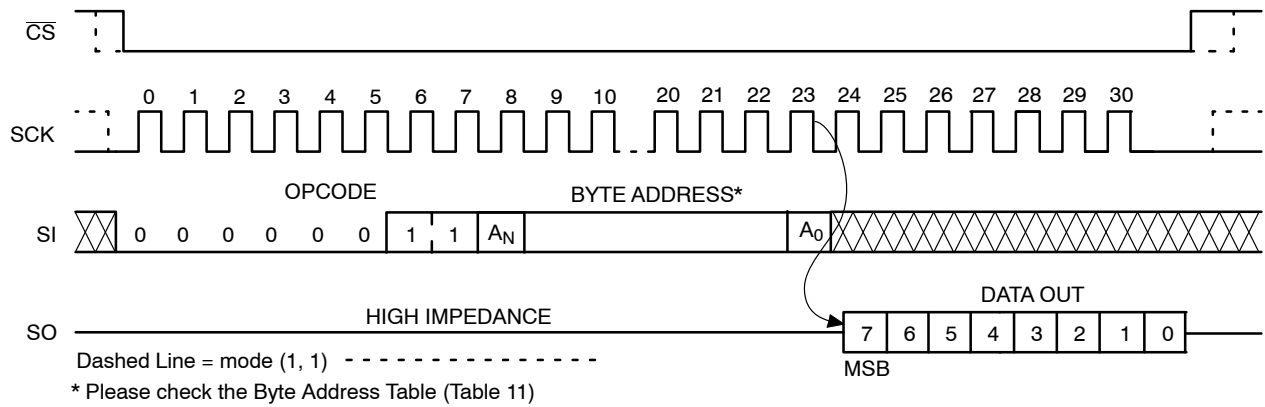 CS
0 1 2 3 4 5 6 7 8 9 10 20 21 22 23 24 25 26 27 28 29 30
SCK
OPCODE BYTE ADDRESS*
SI 0 0 0 0 0 0 1 1 AN A0
DATA OUT
HIGH IMPEDANCE
SO 7 6 5 4 3 2 1 0
Dashed Line = mode (1, 1) - - - - - - - - - - - - - - - -
MSB
* Please check the Byte Address Table (Table 11)